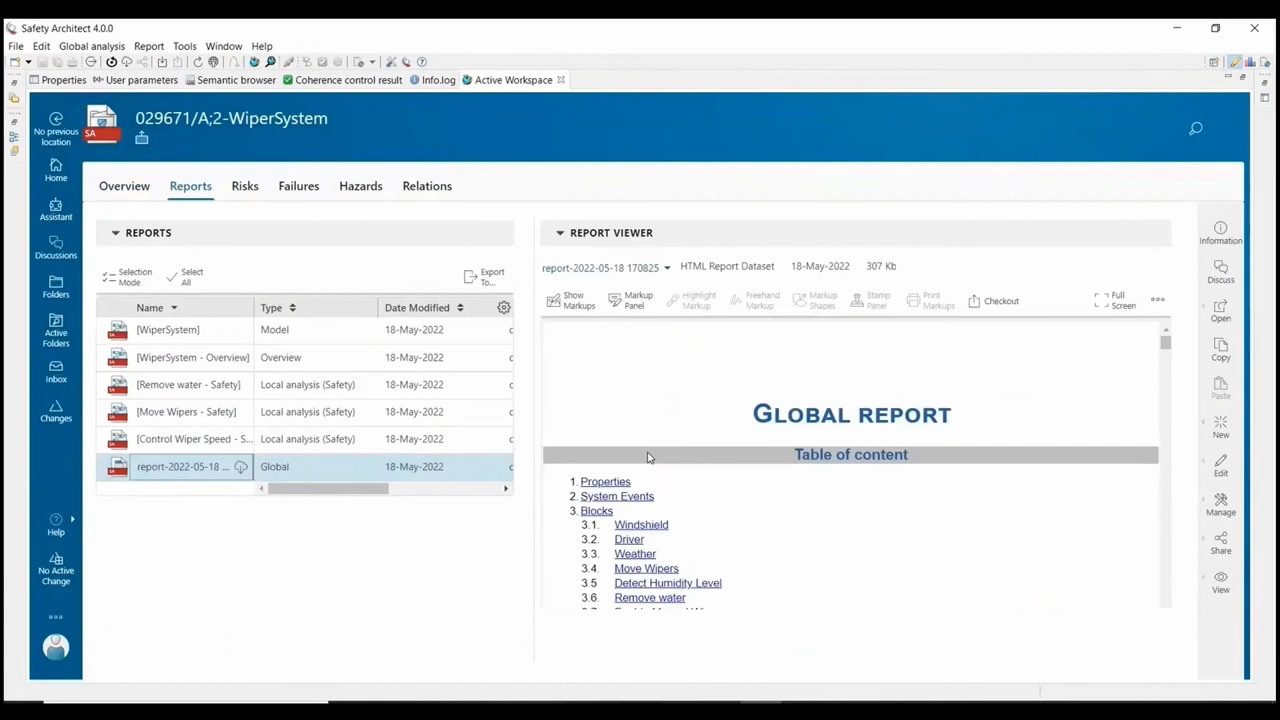 Safety Architect 4.0.0
File Edit Global analysis Report Tools Window Help
Properties User parameters Semantic browser Coherence control result Info.log Active Workspace
No previous location
SA
029671/A;2-WiperSystem
Home
Assistant
Discussions
Folders
Active Folders
Inbox
Changes
Help
No Active Change
Overview Reports Risks Failures Hazards Relations
REPORTS
Selection Mode
Select All
Export To...
Name Type Date Modified
[WiperSystem] Model 18-May-2022
[WiperSystem - Overview] Overview 18-May-2022
[Remove water - Safety] Local analysis (Safety) 18-May-2022
[Move Wipers - Safety] Local analysis (Safety) 18-May-2022
[Control Wiper Speed - S... Local analysis (Safety) 18-May-2022
report-2022-05-18 ... Global 18-May-2022
REPORT VIEWER
report-2022-05-18 170825 HTML Report Dataset 18-May-2022 307 Kb
Show Markups
Markup Panel
Highlight Markup
Freehand Markup
Markup Shapes
Stamp Panel
Print Markups
Checkout
Full Screen
GLOBAL REPORT
Table of content
1. Properties
2. System Events
3. Blocks
3.1. Windshield
3.2. Driver
3.3. Weather
3.4. Move Wipers
3.5 Detect Humidity Level
3.6. Remove water
Information
Discuss
Open
Copy
Paste
New
Edit
Manage
Share
View